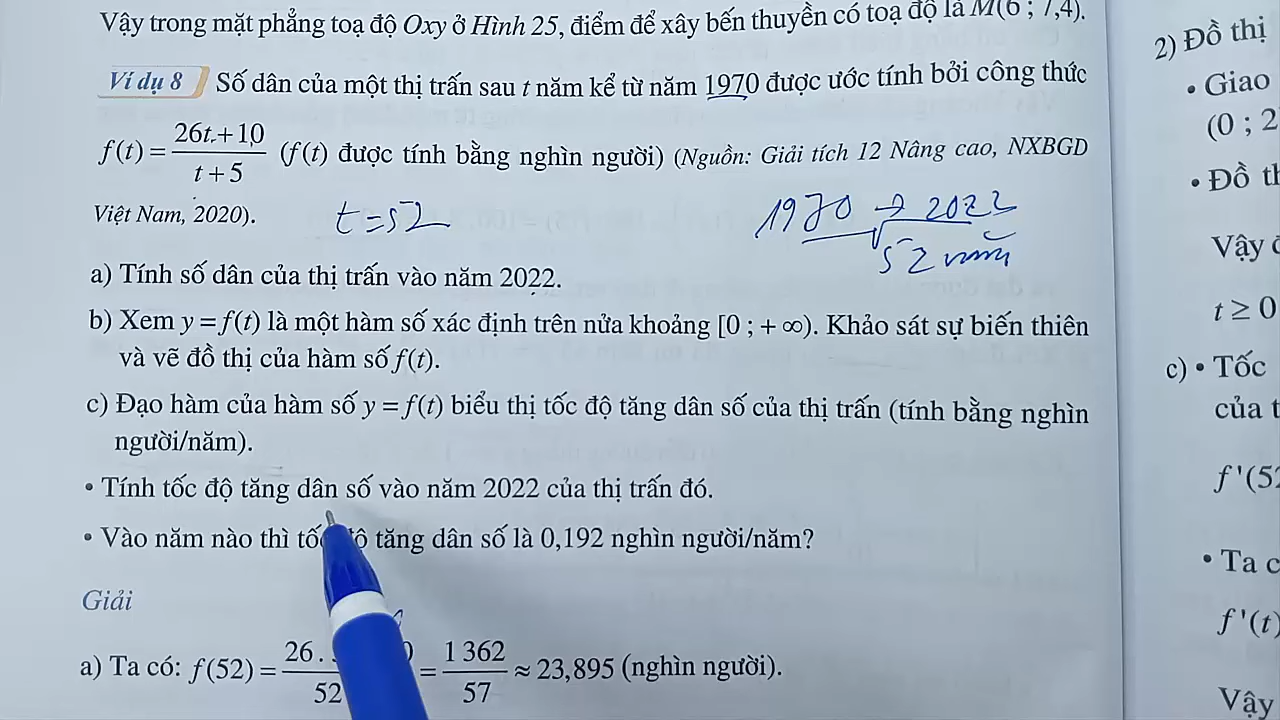 Vậy trong mặt phẳng toạ độ Oxy ở Hình 25, điểm để xây bến thuyền có toạ độ là M(6 ; 7,4).
Ví dụ 8 Số dân của một thị trấn sau t năm kể từ năm 1970 được ước tính bởi công thức
f(t) = \frac{26t + 10}{t + 5} (f(t) được tính bằng nghìn người) (Nguồn: Giải tích 12 Nâng cao, NXBGD
Việt Nam, 2020).
t = 52
1970 → 2022
52 năm
a) Tính số dân của thị trấn vào năm 2022.
b) Xem y = f(t) là một hàm số xác định trên nửa khoảng [0 ; + ∞). Khảo sát sự biến thiên
và vẽ đồ thị của hàm số f(t).
c) Đạo hàm của hàm số y = f(t) biểu thị tốc độ tăng dân số của thị trấn (tính bằng nghìn
người/năm).
• Tính tốc độ tăng dân số vào năm 2022 của thị trấn đó.
• Vào năm nào thì tốc độ tăng dân số là 0,192 nghìn người/năm?
Giải
a) Ta có: f(52) = \frac{26 . }{52} = \frac{1 362}{57} ≈ 23,895 (nghìn người).
2) Đồ thị
• Giao
(0 ; 2
• Đồ th
Vậy
t ≥ 0
c) • Tốc
của t
f '(52
• Ta c
f '(t)
Vậy